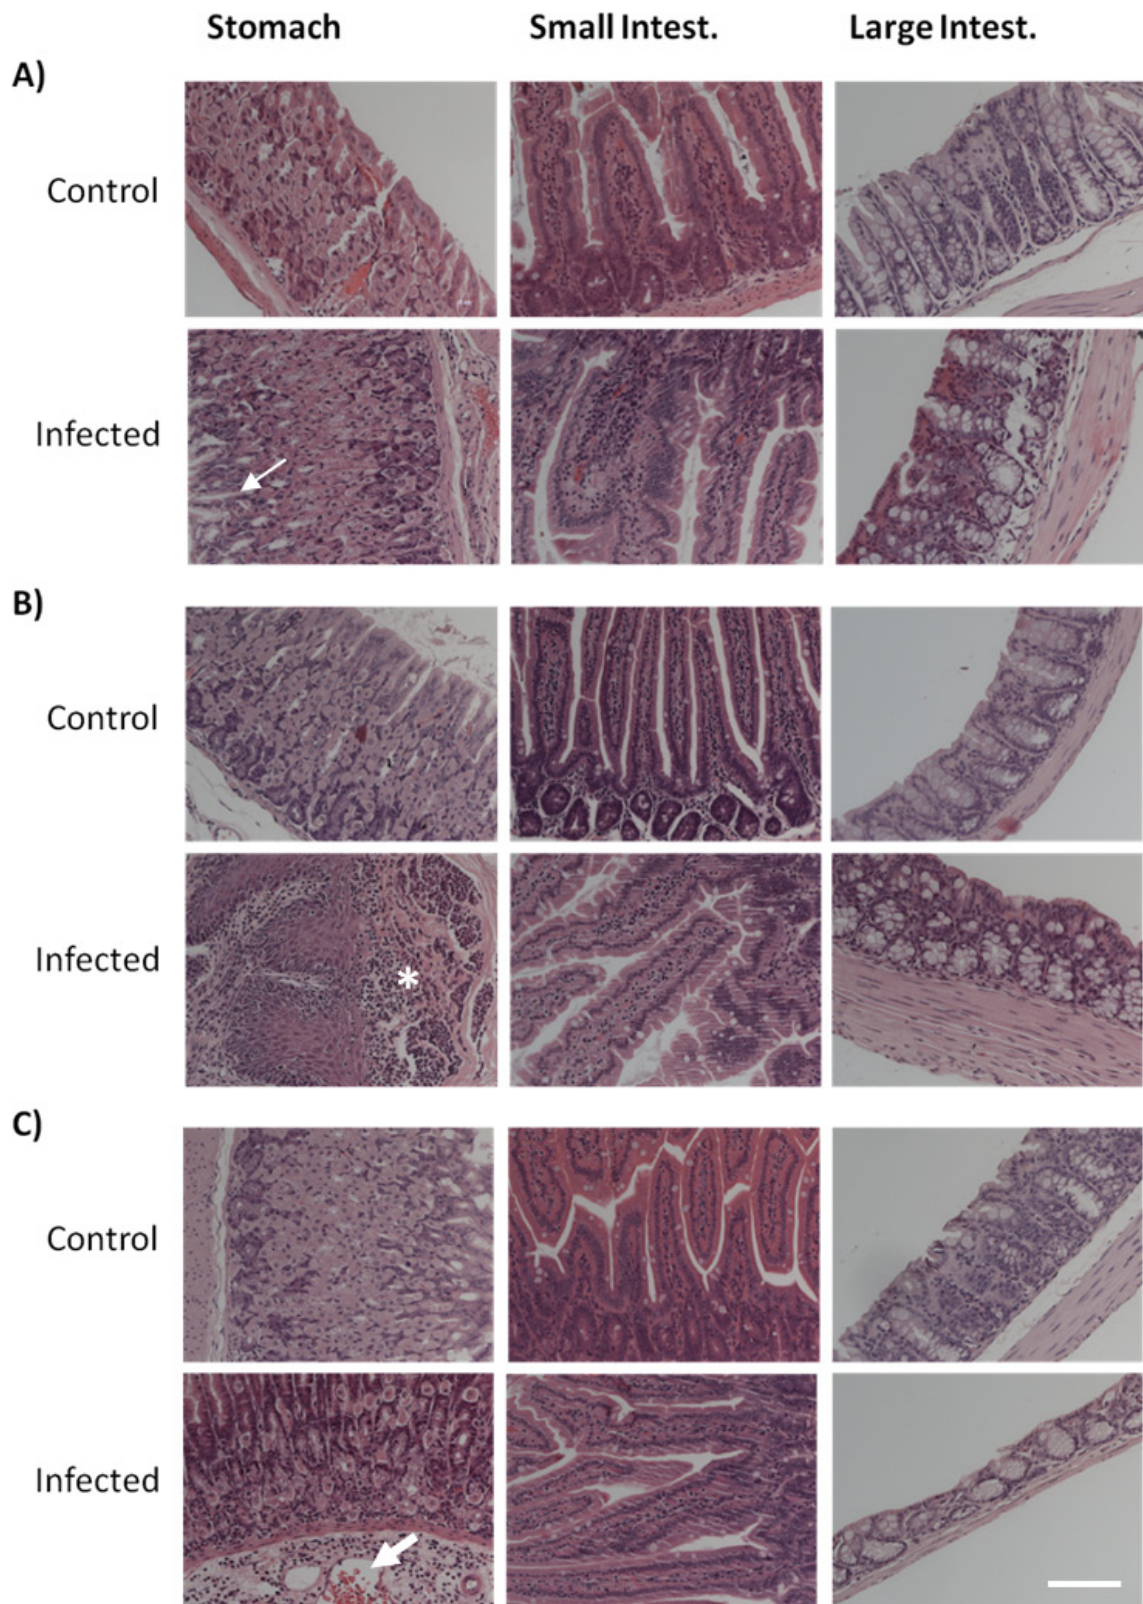 Stomach Small Intest. Large Intest.
A)
Control
Infected
B)
Control
*
Infected
C)
Control
Infected